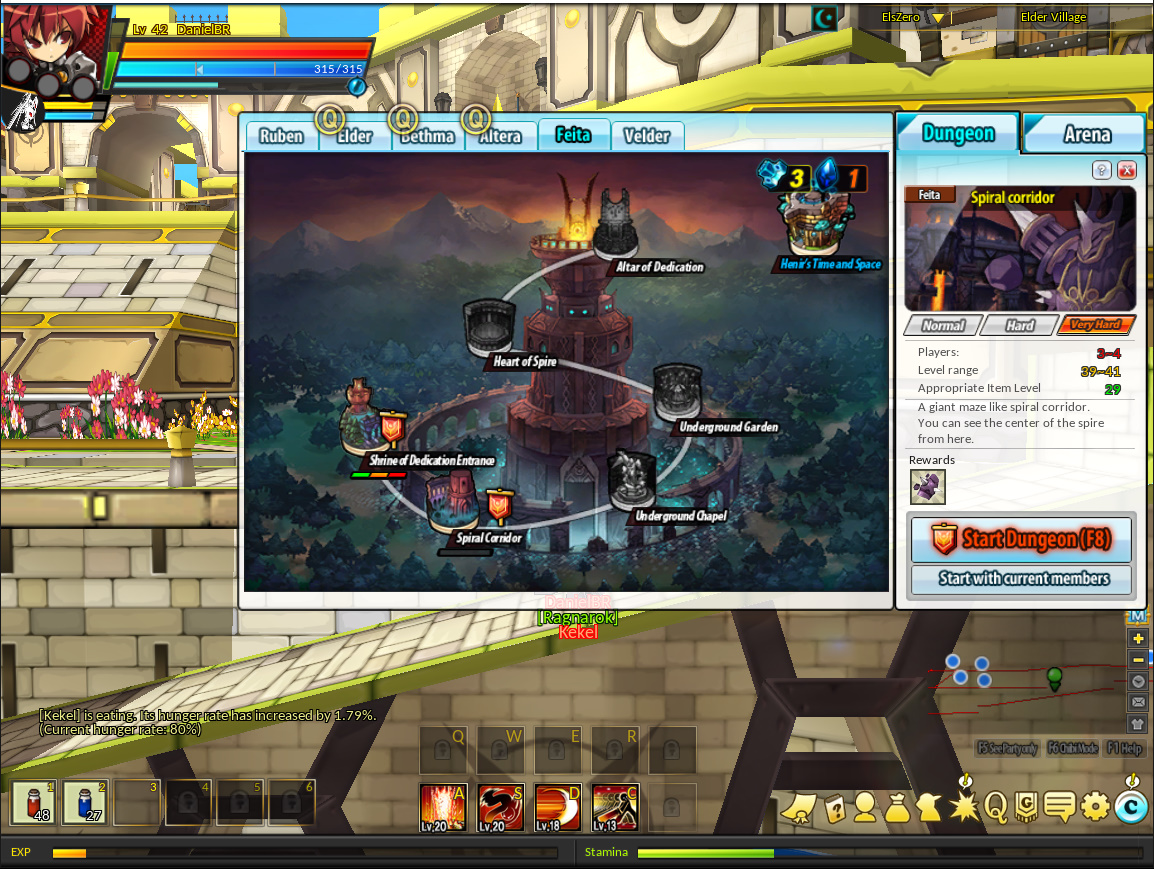 Lv 42 DanielBR
315/315
ElsZero
Elder Village
Ruben
Q
Elder
Q
Bethma
Q
Altera
Feita
Velder
Dungeon
Arena
?
X
3
1
Henir's Time and Space
Altar of Dedication
Heart of Spire
Underground Garden
Shrine of Dedication Entrance
Underground Chapel
Spiral Corridor
Feita
Spiral corridor
Normal
Hard
Very Hard
Players:
3~4
Level range
39~41
Appropriate Item Level
29
A giant maze like spiral corridor.
You can see the center of the spire
from here.
Rewards
Start Dungeon (F8)
Start with current members
DanielBR
[Ragnarok]
Kekel
M
[Kekel] is eating. Its hunger rate has increased by 1.79%.
(Current hunger rate: 80%)
F5 See Party only
F6 Chibi Mode
F1 Help
Q
W
E
R
1
48
2
27
3
4
5
6
A
Lv.20
S
Lv.20
D
Lv.18
C
Lv.13
Q
C
C
EXP
Stamina